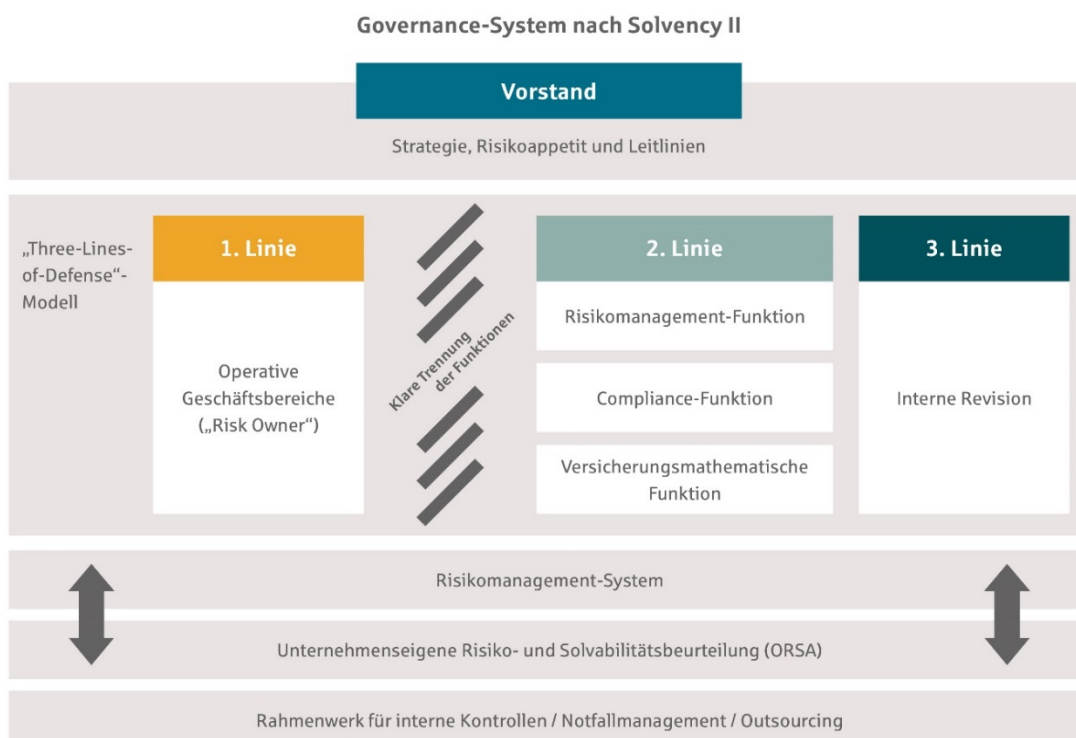 Governance-System nach Solvency II
Vorstand
Strategie, Risikoappetit und Leitlinien
„Three-Lines-
of-Defense“-
Modell
1. Linie
Operative
Geschäftsbereiche
(„Risk Owner“)
Klare Trennung
der Funktionen
2. Linie
Risikomanagement-Funktion
Compliance-Funktion
Versicherungsmathematische
Funktion
3. Linie
Interne Revision
Risikomanagement-System
Unternehmenseigene Risiko- und Solvabilitätsbeurteilung (ORSA)
Rahmenwerk für interne Kontrollen / Notfallmanagement / Outsourcing